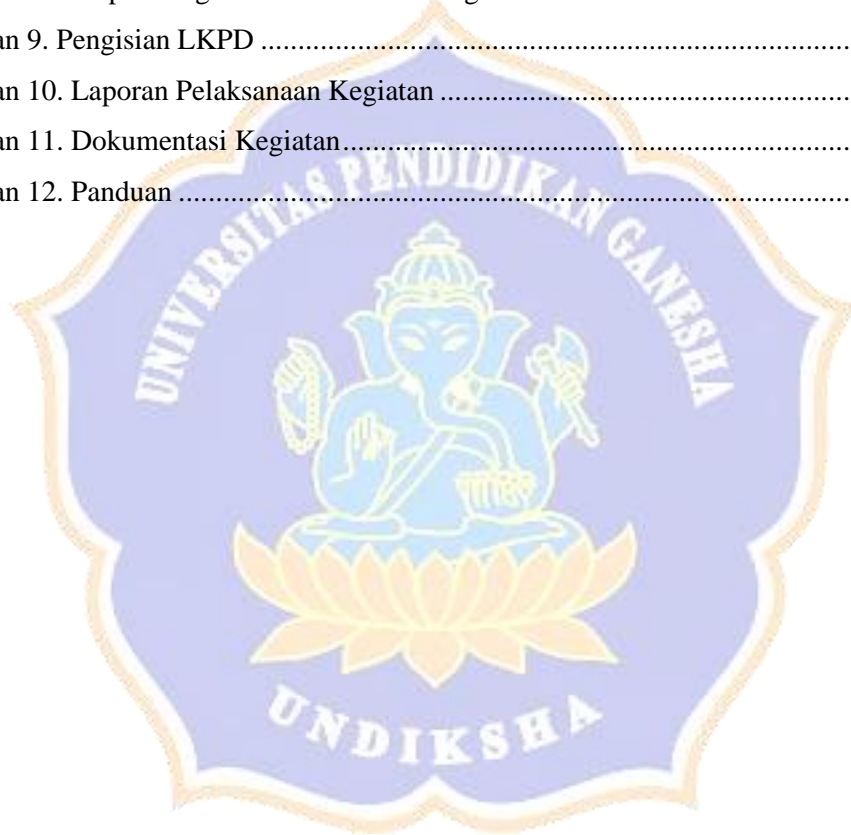 an 9. Pengisian LKPD ................................................................................
an 10. Laporan Pelaksanaan Kegiatan .......................................................
an 11. Dokumentasi Kegiatan....................................................................
an 12. Panduan ..........................................................................................
UNIVERSITAS PENDIDIKAN GANESHA
UNDIKSHA